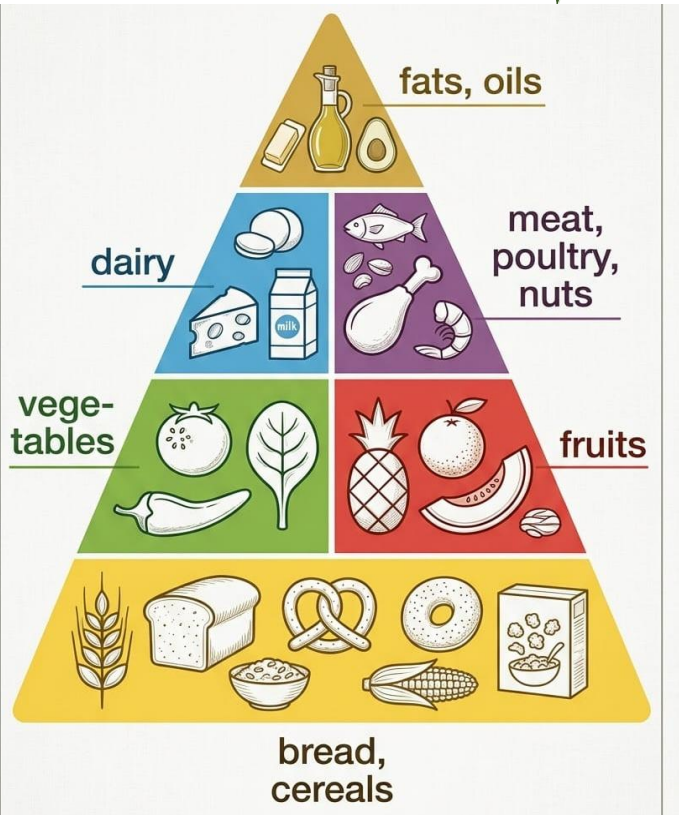 fats, oils
dairy
meat,
poultry,
nuts
milk
vege-
tables
fruits
bread,
cereals